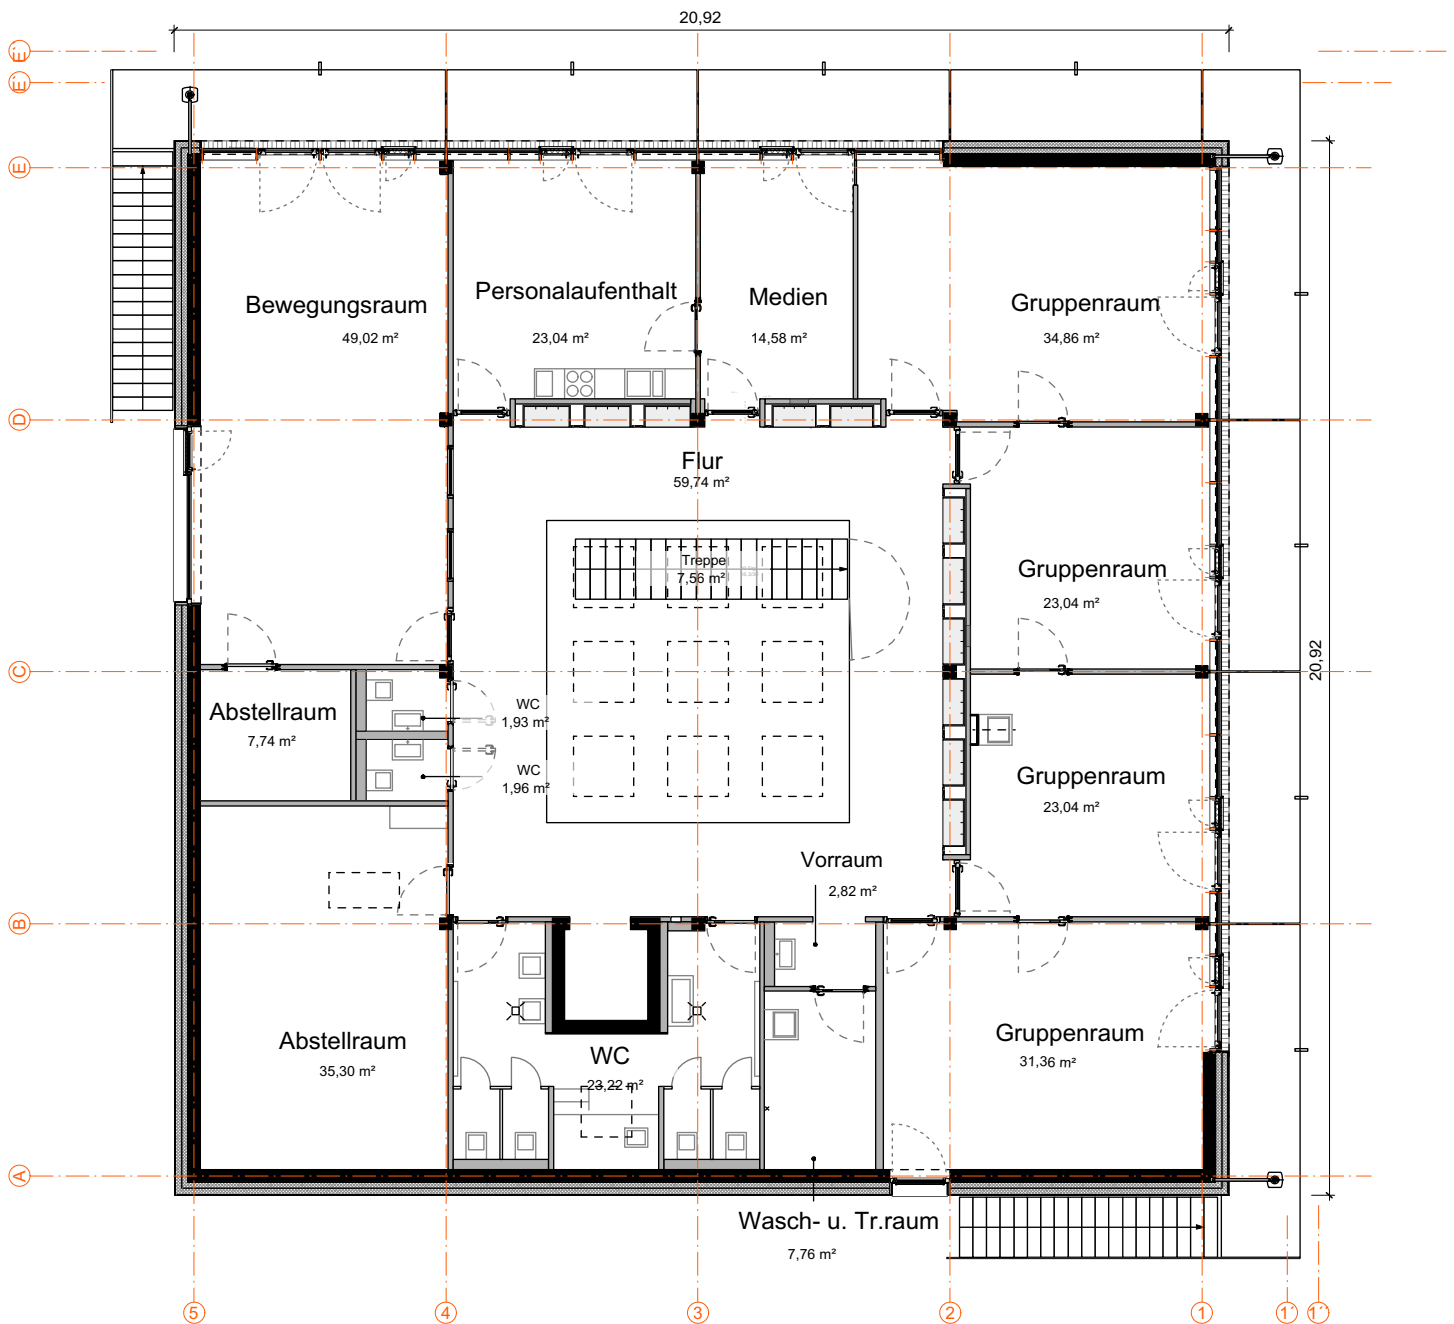 20,92
E'
E'
E
Bewegungsraum
49,02 m²
Personalaufenthalt
23,04 m²
Medien
14,58 m²
Gruppenraum
34,86 m²
D
Flur
59,74 m²
Treppe
7,56 m²
Gruppenraum
23,04 m²
20,92
C
Abstellraum
7,74 m²
WC
1,93 m²
WC
1,96 m²
Gruppenraum
23,04 m²
Vorraum
2,82 m²
B
Abstellraum
35,30 m²
WC
23,22 m²
Gruppenraum
31,36 m²
A
Wasch- u. Tr.raum
7,76 m²
5
4
3
2
1
1'
1'